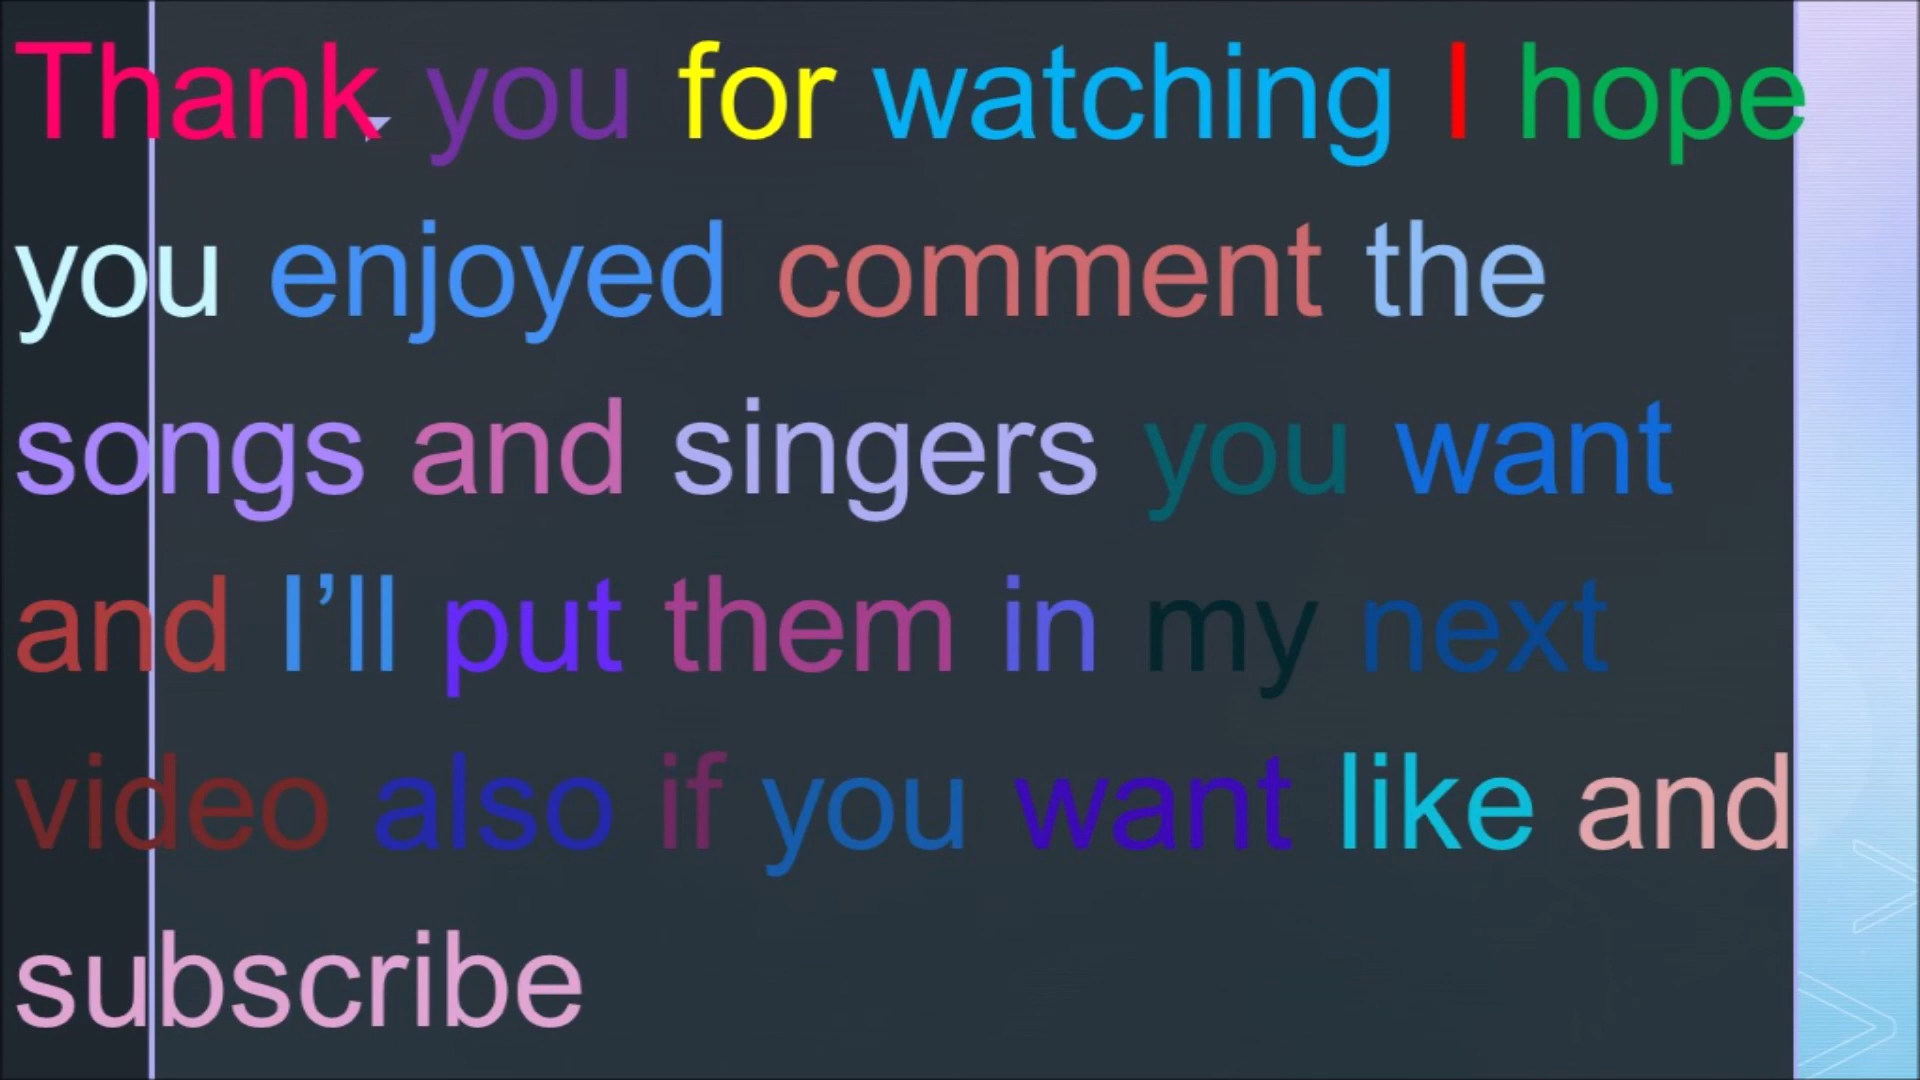 Thank you for watching I hope
you enjoyed comment the
songs and singers you want
and I’ll put them in my next
video also if you want like and
subscribe